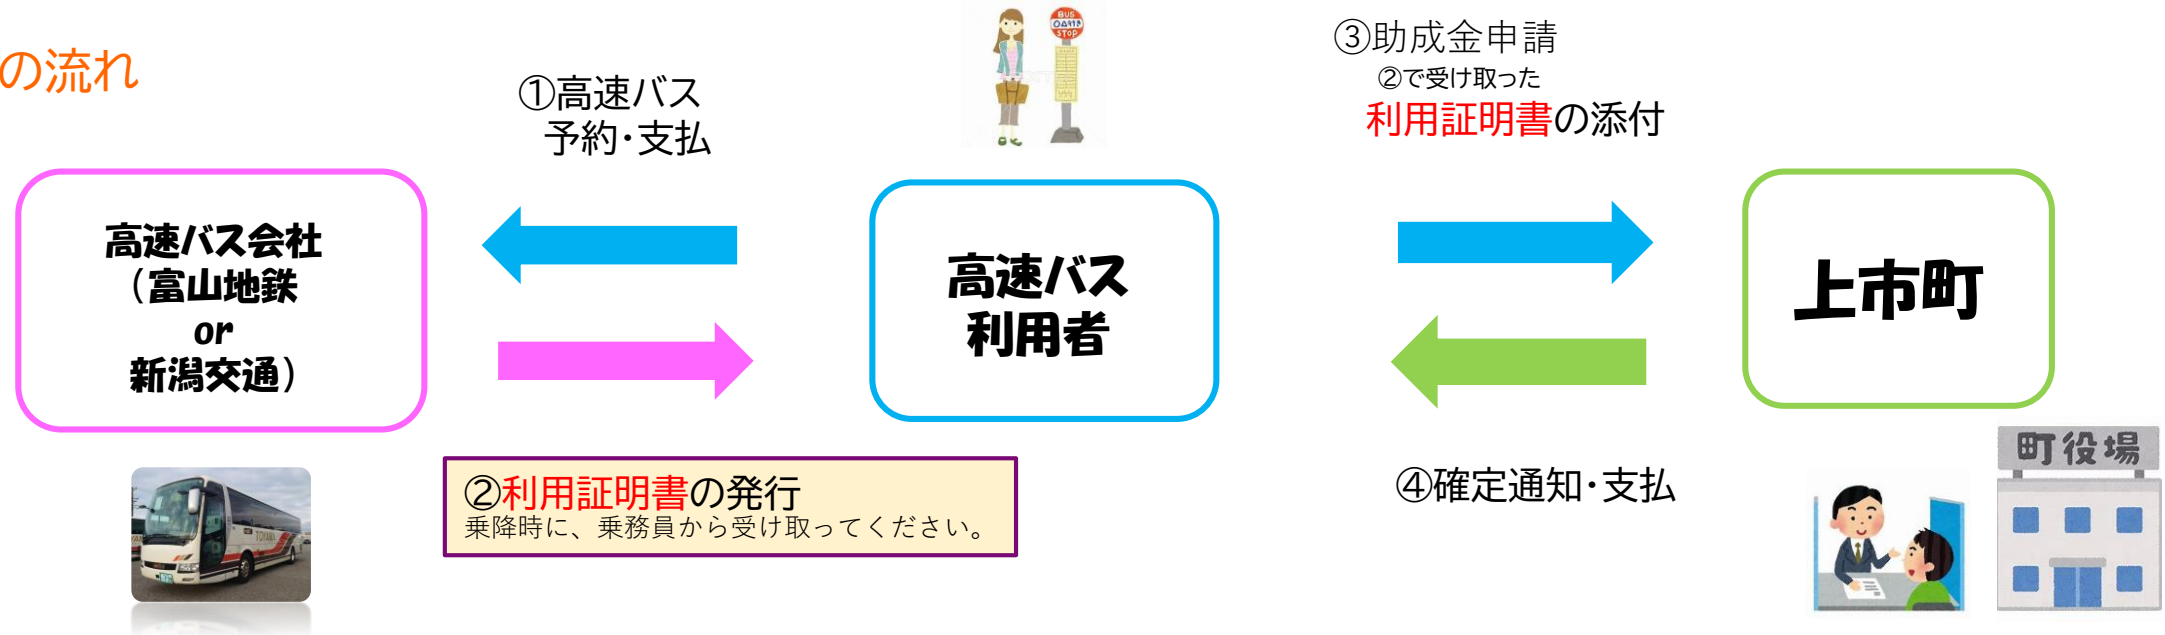 の流れ
①高速バス
予約･支払
BUS
STOP
③助成金申請
②で受け取った
利用証明書の添付
高速バス会社
（富山地鉄
or
新潟交通）
高速バス
利用者
上市町
②利用証明書の発行
乗降時に、乗務員から受け取ってください。
④確定通知･支払
町役場
TOYAMA